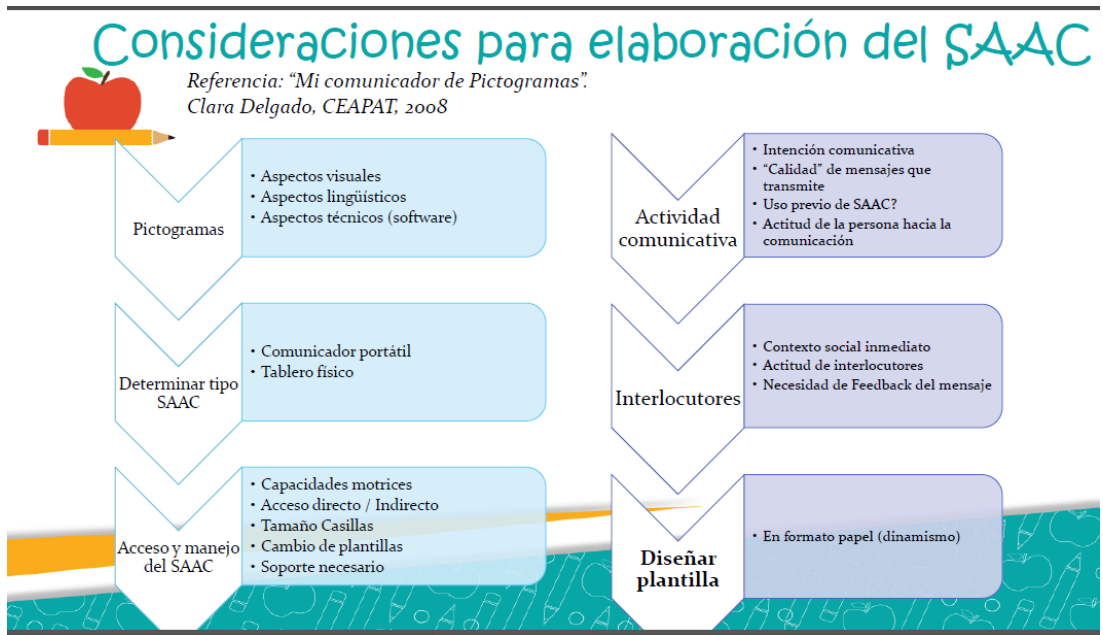 Consideraciones para elaboración del SAAC
Referencia: “Mi comunicador de Pictogramas”.
Clara Delgado, CEAPAT, 2008
Pictogramas
• Aspectos visuales
• Aspectos lingüísticos
• Aspectos técnicos (software)
Determinar tipo
SAAC
• Comunicador portátil
• Tablero físico
Acceso y manejo
del SAAC
• Capacidades motrices
• Acceso directo / Indirecto
• Tamaño Casillas
• Cambio de plantillas
• Soporte necesario
Actividad
comunicativa
• Intención comunicativa
• “Calidad” de mensajes que
transmite
• Uso previo de SAAC?
• Actitud de la persona hacia la
comunicación
Interlocutores
• Contexto social inmediato
• Actitud de interlocutores
• Necesidad de Feedback del mensaje
Diseñar
plantilla
• En formato papel (dinamismo)